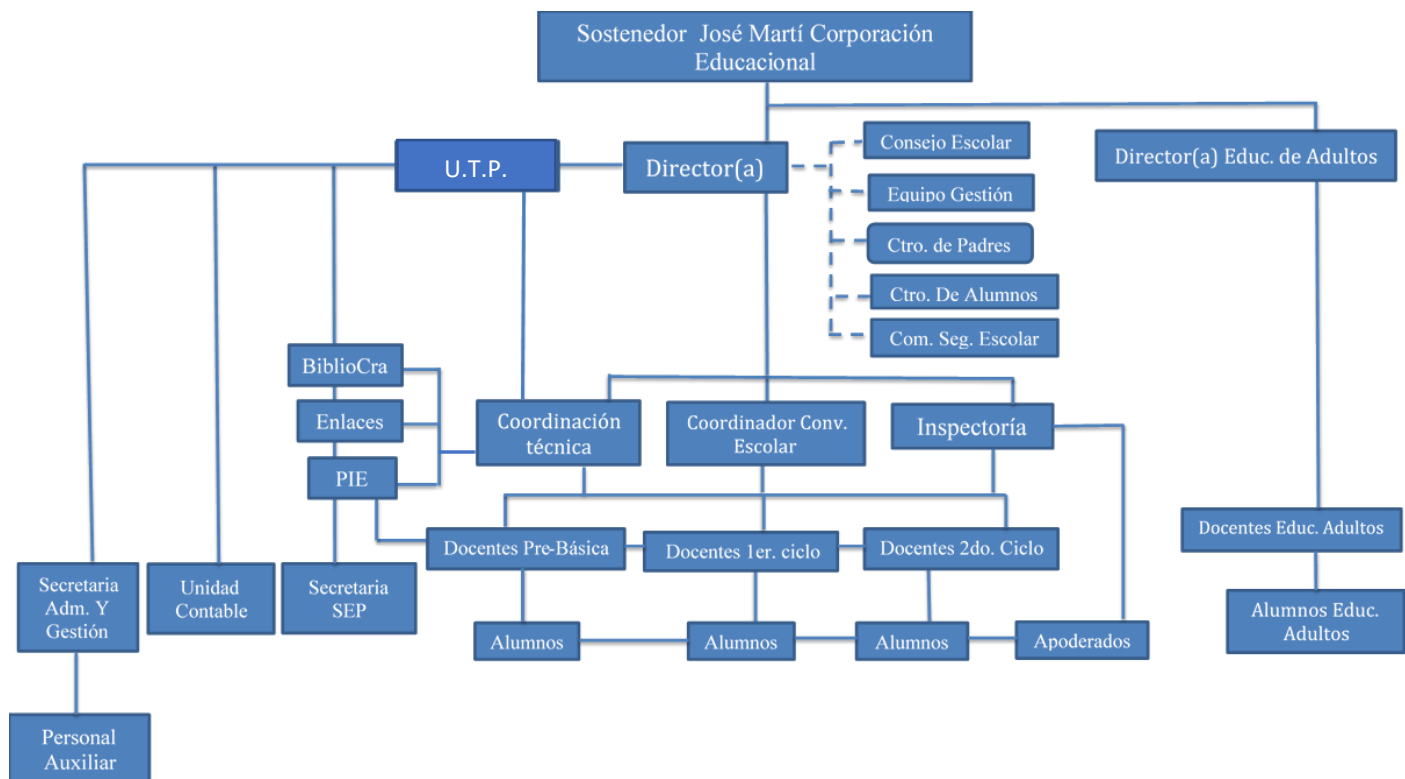 Sostenedor José Martí Corporación
Educacional
U.T.P.
Director(a)
Consejo Escolar
Equipo Gestión
Ctro. de Padres
Ctro. De Alumnos
Com. Seg. Escolar
Director(a) Educ. de Adultos
BiblioCra
Enlaces
PIE
Coordinación
técnica
Coordinador Conv.
Escolar
Inspectoría
Docentes Pre-Básica
Docentes 1er. ciclo
Docentes 2do. Ciclo
Docentes Educ. Adultos
Secretaria
Adm. Y
Gestión
Unidad
Contable
Secretaria
SEP
Alumnos
Alumnos
Alumnos
Apoderados
Alumnos Educ.
Adultos
Personal
Auxiliar